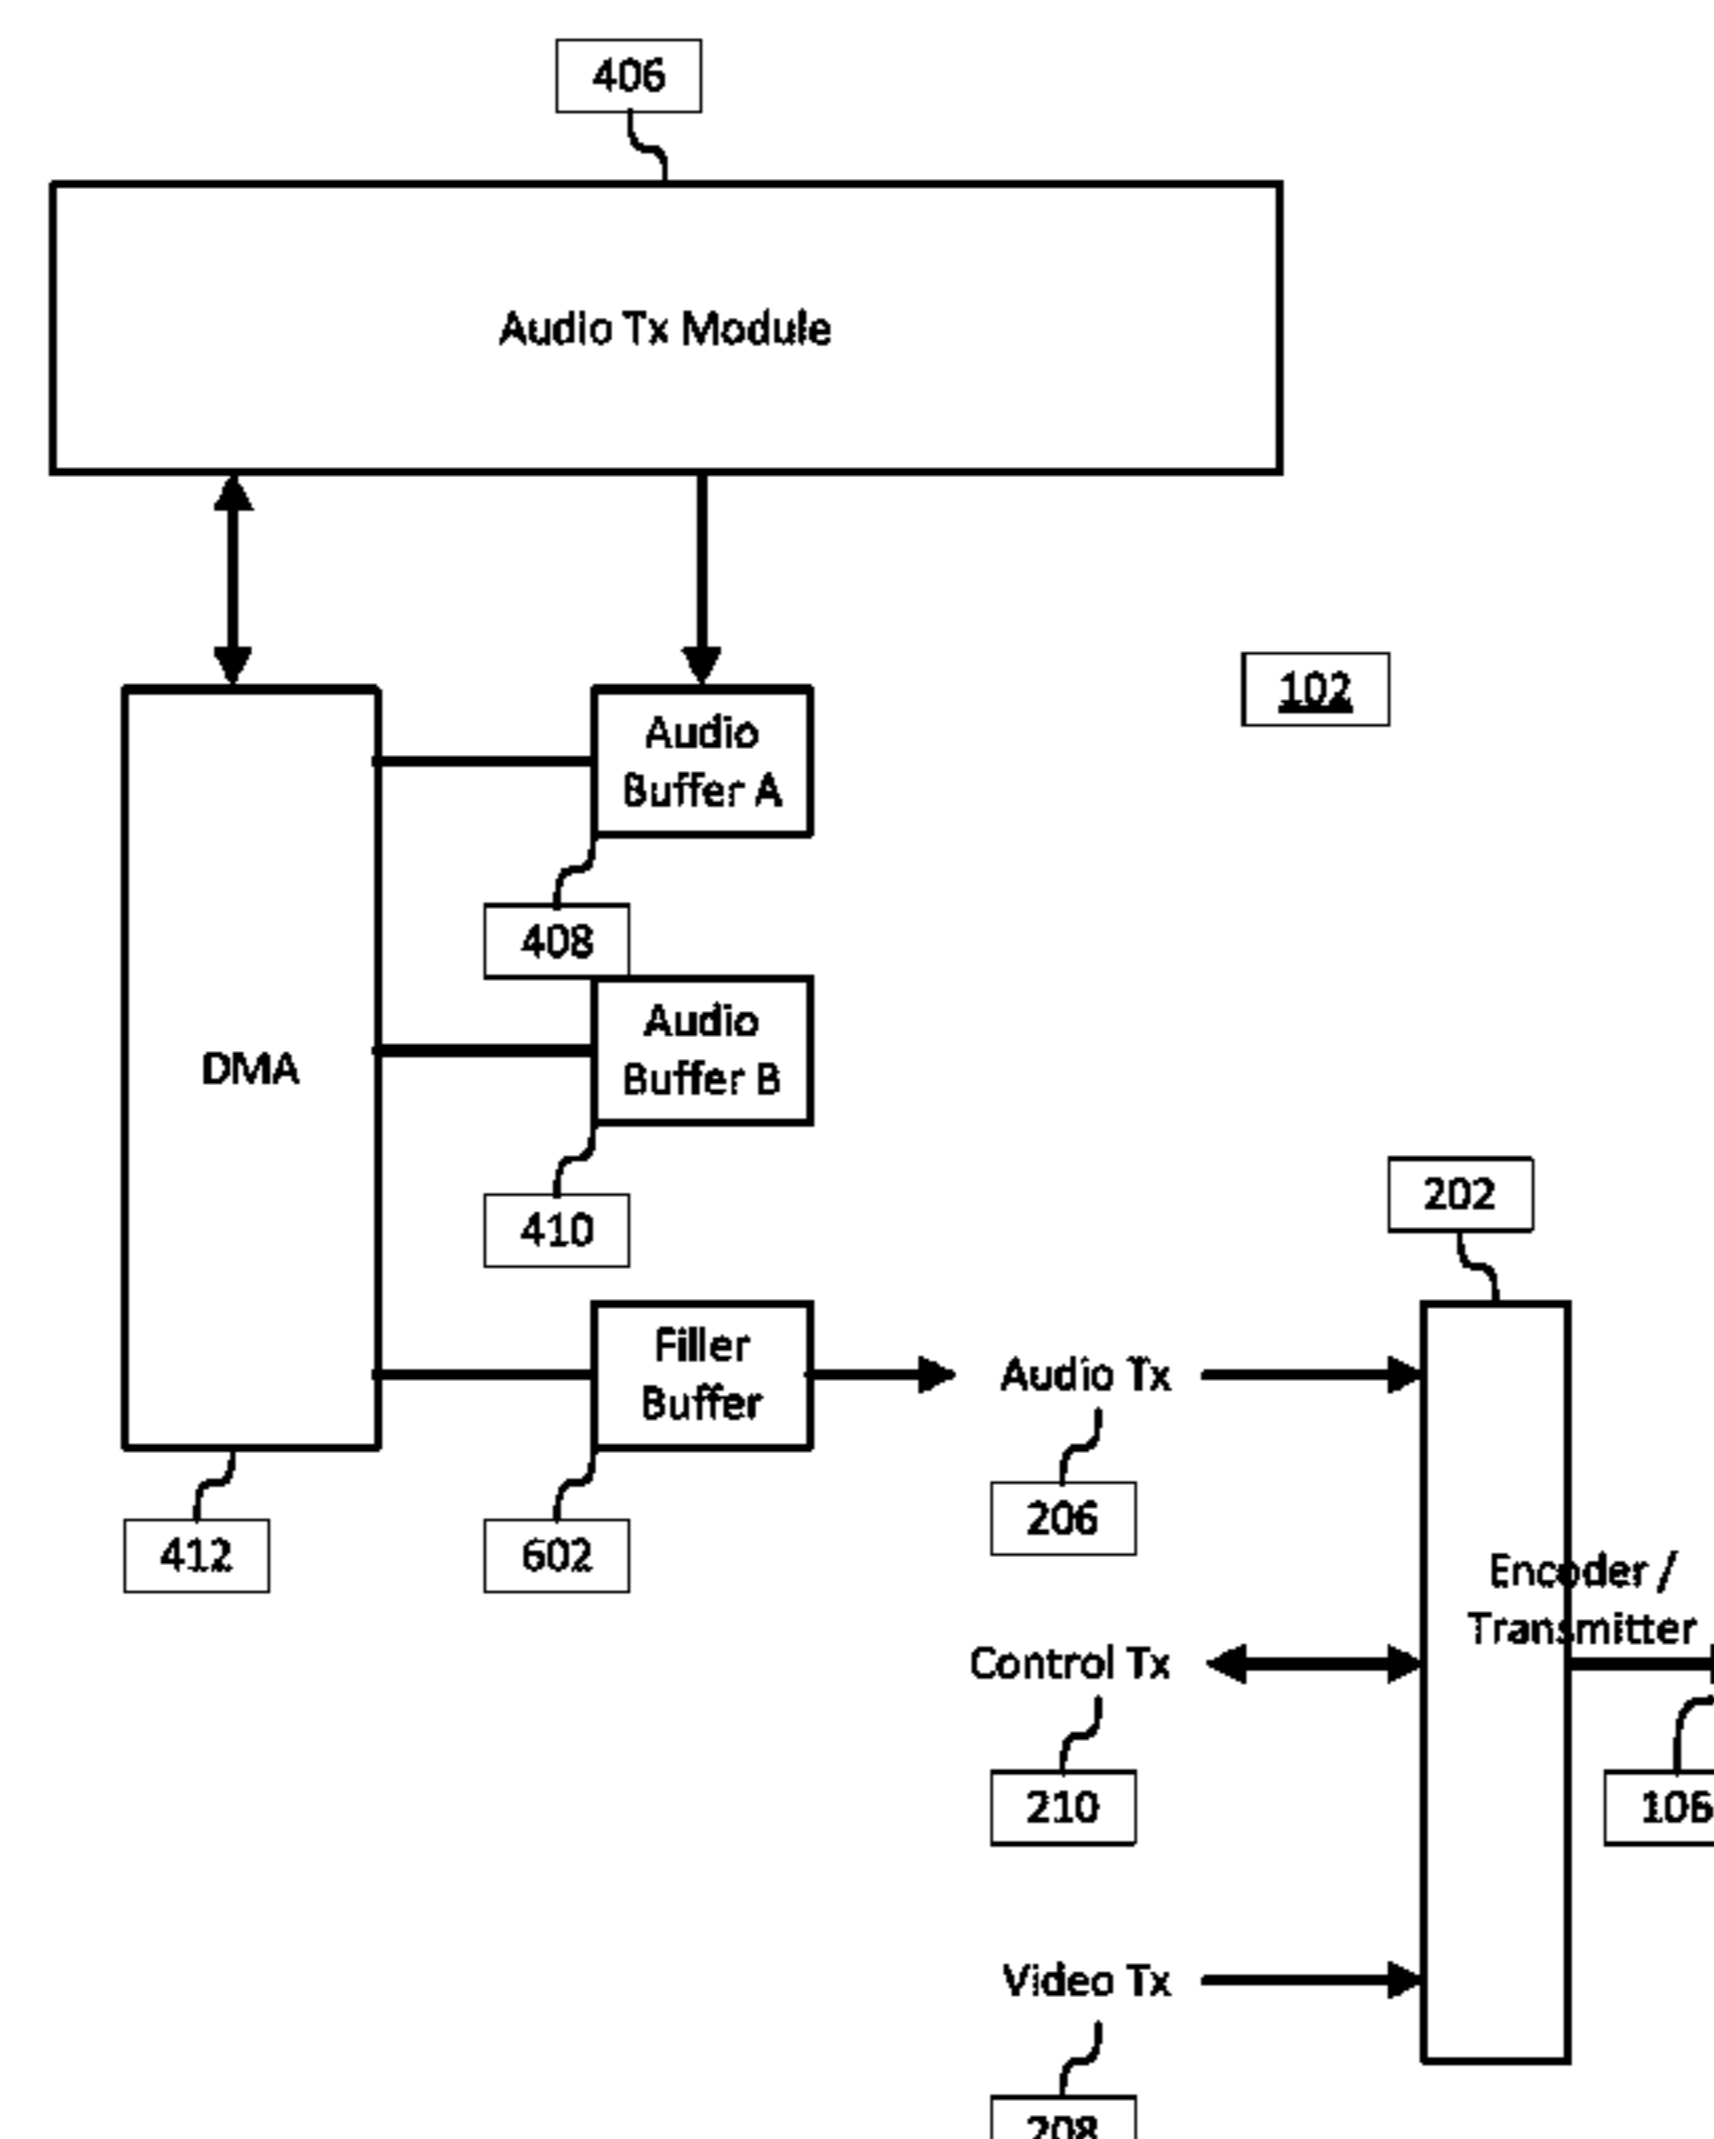 406
Audio Tx Module
102
Audio
Buffer A
408
Audio
Buffer B
DMA
410
202
Filler
Buffer
Audio Tx
206
412
602
Encoder /
Transmitter
Control Tx
210
106
Video Tx
208